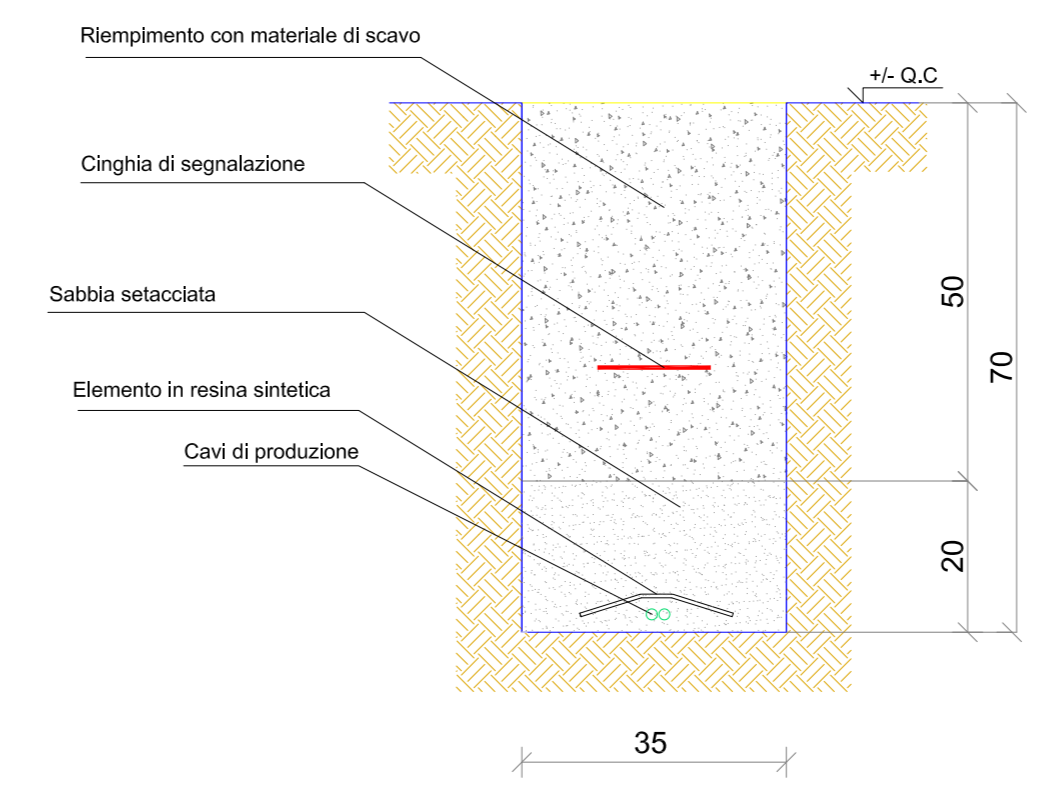 Riempimento con materiale di scavo
+/- Q.C
Cinghia di segnalazione
Sabbia setacciata
50
70
Elemento in resina sintetica
Cavi di produzione
20
35